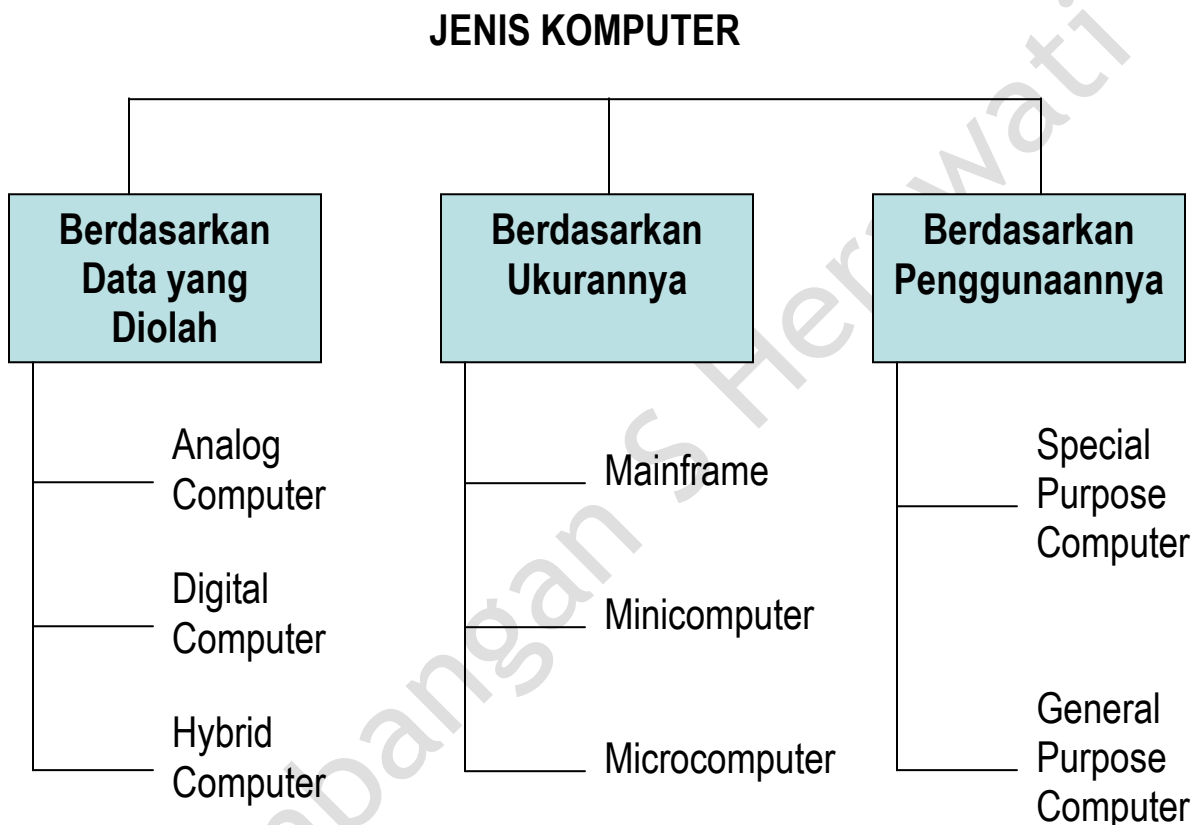 JENIS KOMPUTER
Berdasarkan
Data yang
Diolah
Analog
Computer
Digital
Computer
Hybrid
Computer
Berdasarkan
Ukurannya
Mainframe
Minicomputer
Microcomputer
Berdasarkan
Penggunaannya
Special
Purpose
Computer
General
Purpose
Computer